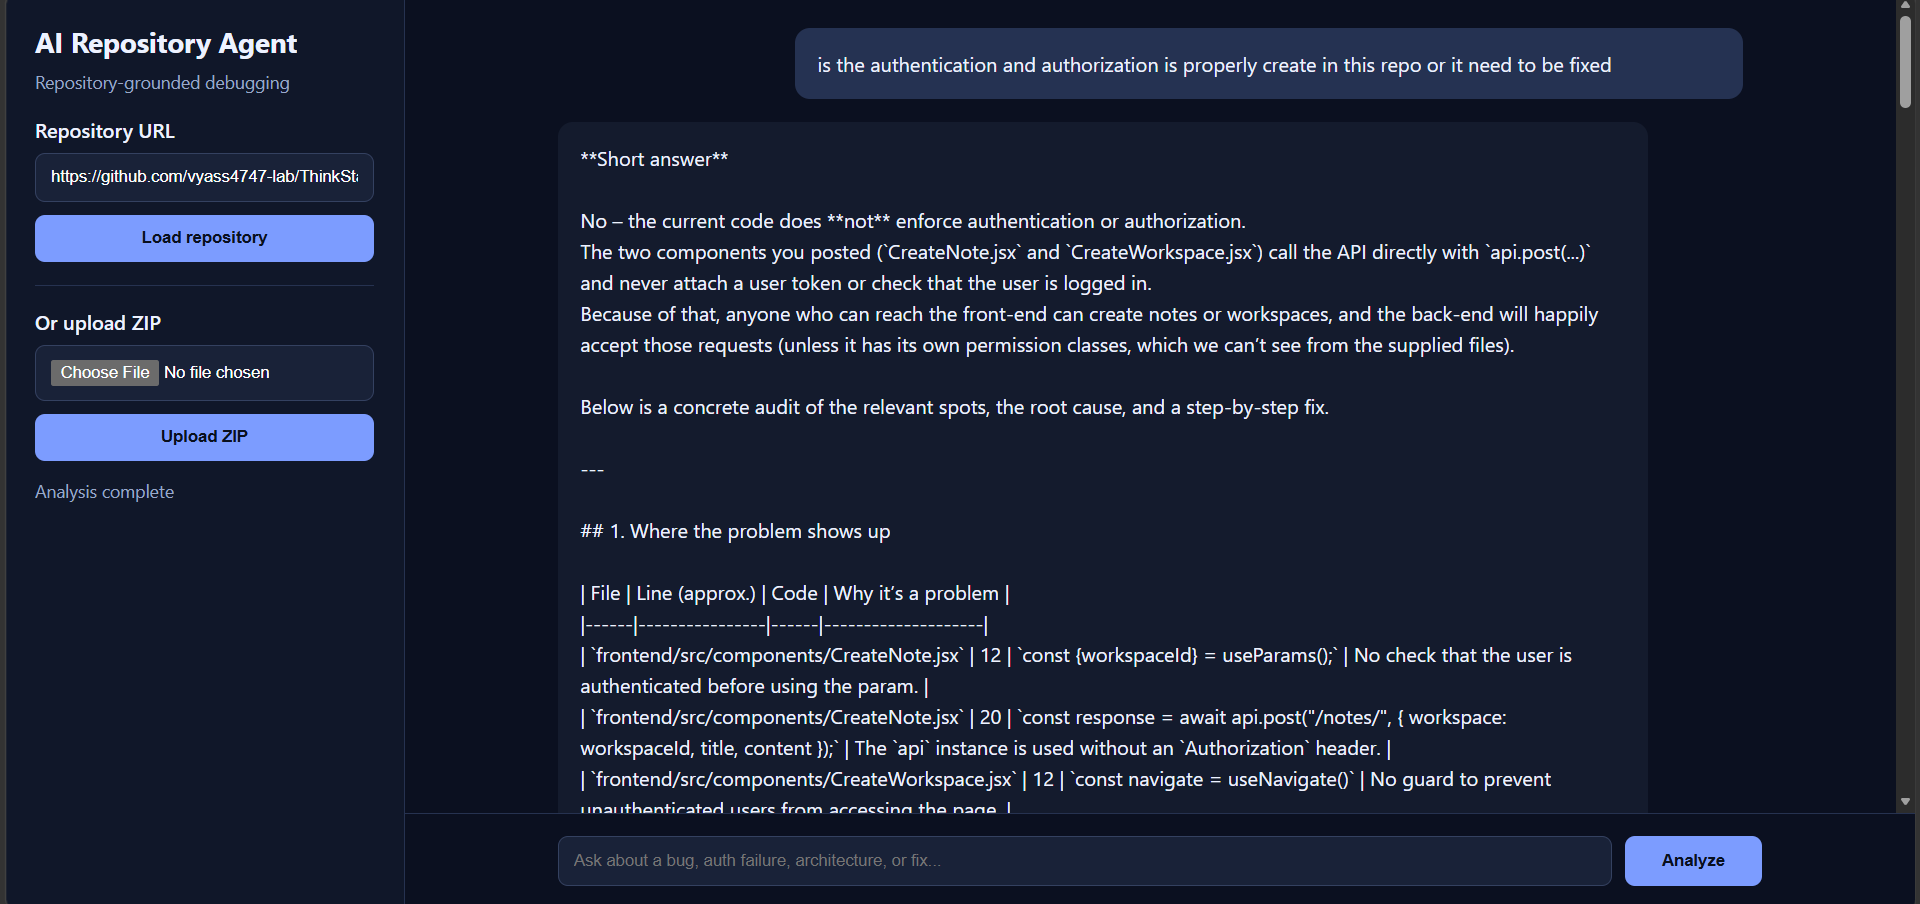 AI Repository Agent
Repository-grounded debugging
Repository URL
https://github.com/vyass4747-lab/ThinkSta
Load repository
Or upload ZIP
Choose File No file chosen
Upload ZIP
Analysis complete
is the authentication and authorization is properly create in this repo or it need to be fixed
**Short answer**
No – the current code does **not** enforce authentication or authorization.
The two components you posted (`CreateNote.jsx` and `CreateWorkspace.jsx`) call the API directly with `api.post(…)`
and never attach a user token or check that the user is logged in.
Because of that, anyone who can reach the front-end can create notes or workspaces, and the back-end will happily
accept those requests (unless it has its own permission classes, which we can’t see from the supplied files).
Below is a concrete audit of the relevant spots, the root cause, and a step-by-step fix.
---
## 1. Where the problem shows up
| File | Line (approx.) | Code | Why it’s a problem |
|------|----------------|------|--------------------|
| `frontend/src/components/CreateNote.jsx` | 12 | `const {workspaceId} = useParams();` | No check that the user is
authenticated before using the param. |
| `frontend/src/components/CreateNote.jsx` | 20 | `const response = await api.post("/notes/", { workspace:
workspaceId, title, content });` | The `api` instance is used without an `Authorization` header. |
| `frontend/src/components/CreateWorkspace.jsx` | 12 | `const navigate = useNavigate()` | No guard to prevent
unauthenticated users from accessing the page. |
Ask about a bug, auth failure, architecture, or fix...
Analyze